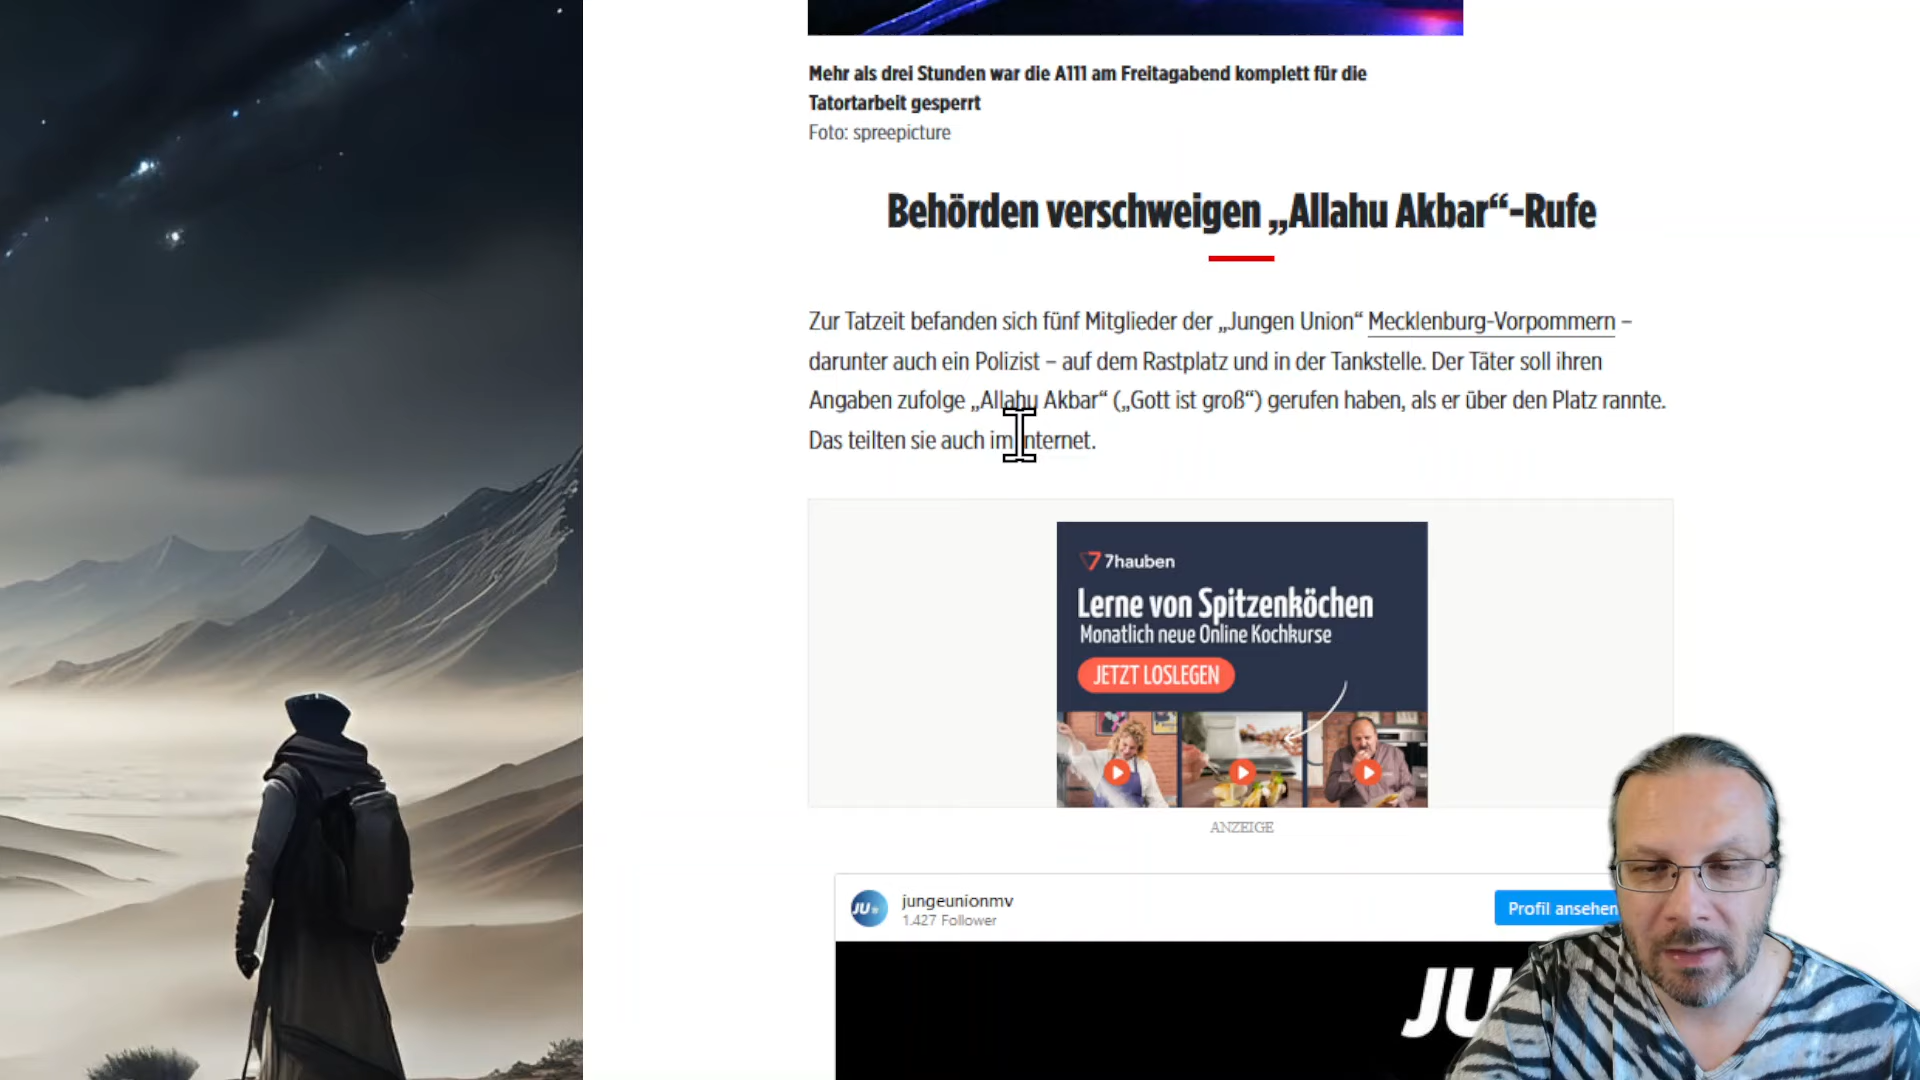 Mehr als drei Stunden war die A111 am Freitagabend komplett für die
Tatortarbeit gesperrt
Foto: spreepicture
Behörden verschweigen „Allahu Akbar“-Rufe
Zur Tatzeit befanden sich fünf Mitglieder der „Jungen Union“ Mecklenburg-Vorpommern –
darunter auch ein Polizist – auf dem Rastplatz und in der Tankstelle. Der Täter soll ihren
Angaben zufolge „Allahu Akbar“ („Gott ist groß“) gerufen haben, als er über den Platz rannte.
Das teilten sie auch im Internet.
7hauben
Lerne von Spitzenköchen
Monatlich neue Online Kochkurse
JETZT LOSLEGEN
ANZEIGE
JU
jungeunionmv
1.427 Follower
Profil ansehen
JU